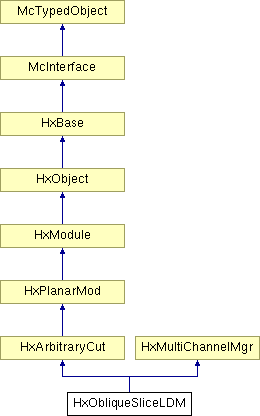 McTypedObject
McInterface
HxBase
HxObject
HxModule
HxPlanarMod
HxArbitraryCut
HxMultiChannelMgr
HxObliqueSliceLDM